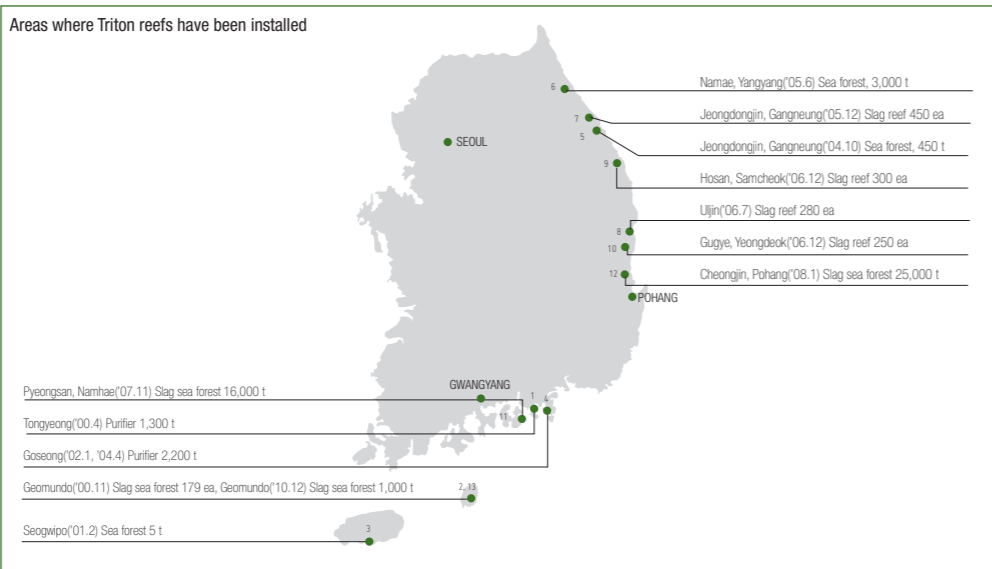 Areas where Triton reefs have been installed
6
Namae, Yangyang('05.6) Sea forest, 3,000 t
7
Jeongdongjin, Gangneung('05.12) Slag reef 450 ea
5
SEOUL
Jeongdongjin, Gangneung('04.10) Sea forest, 450 t
9
Hosan, Samcheok('06.12) Slag reef 300 ea
Uljin('06.7) Slag reef 280 ea
8
10
Gugye, Yeongdeok('06.12) Slag reef 250 ea
12
Cheongjin, Pohang('08.1) Slag sea forest 25,000 t
POHANG
GWANGYANG
Pyeongsan, Namhae('07.11) Slag sea forest 16,000 t
1
4
11
Tongyeong('00.4) Purifier 1,300 t
Goseong('02.1, '04.4) Purifier 2,200 t
Geomundo('00.11) Slag sea forest 179 ea, Geomundo('10.12) Slag sea forest 1,000 t
2, 13
Seogwipo('01.2) Sea forest 5 t
3